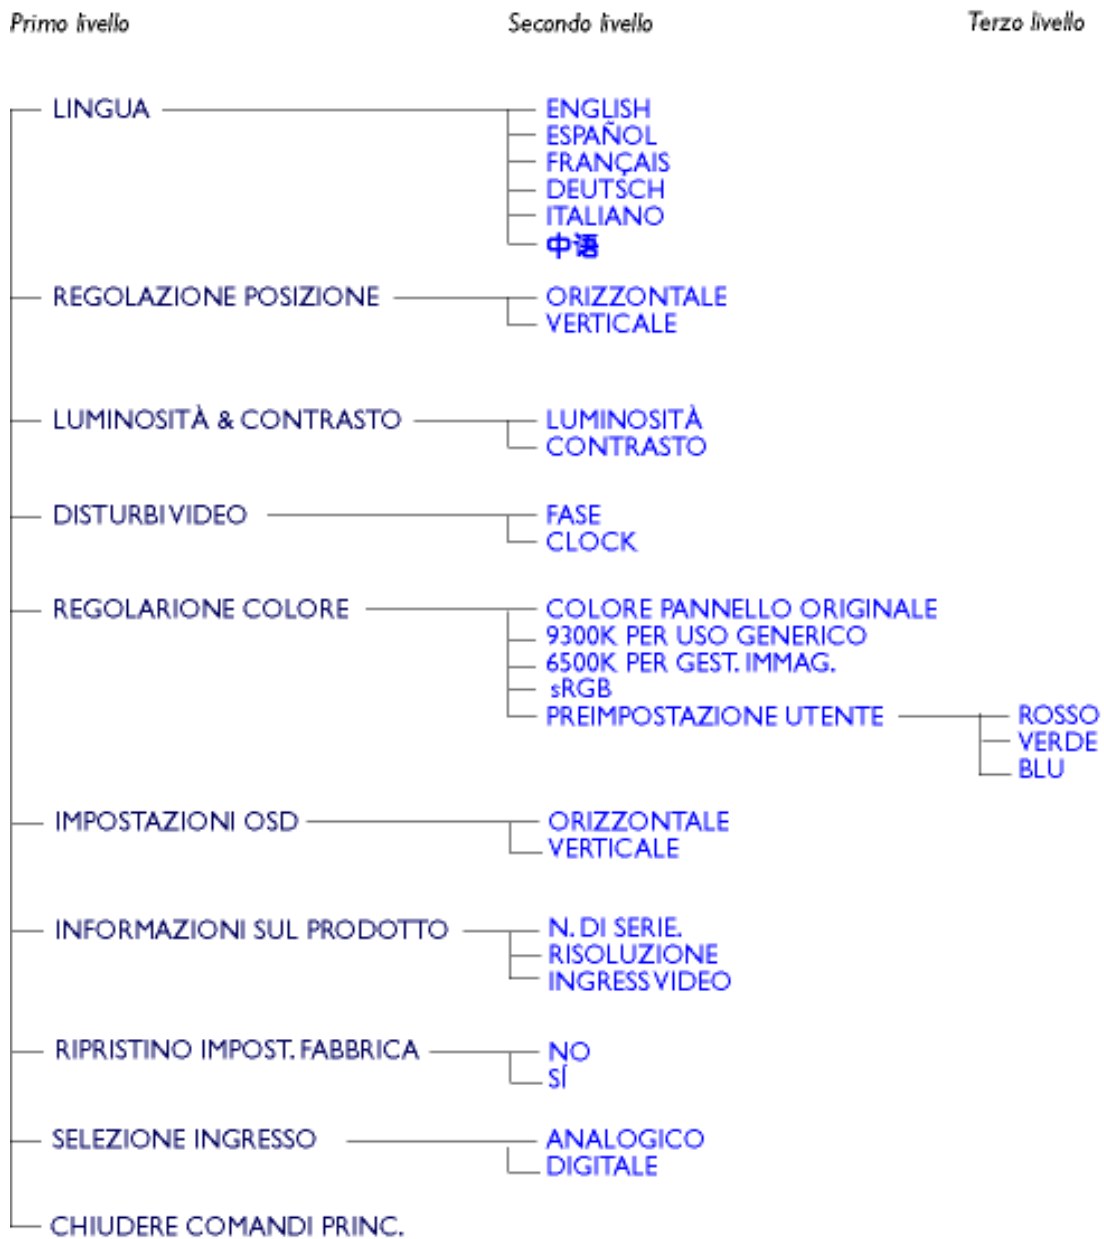 Primo livello Secondo livello Terzo livello
LINGUA ENGLISH
ESPAÑOL
FRANÇAIS
DEUTSCH
ITALIANO
中语
REGOLAZIONE POSIZIONE ORIZZONTALE
VERTICALE
LUMINOSITÀ & CONTRASTO LUMINOSITÀ
CONTRASTO
DISTURBI VIDEO FASE
CLOCK
REGOLARIONE COLORE COLORE PANNELLO ORIGINALE
9300K PER USO GENERICO
6500K PER GEST. IMMAG.
sRGB
PREIMPOSTAZIONE UTENTE ROSSO
VERDE
BLU
IMPOSTAZIONI OSD ORIZZONTALE
VERTICALE
INFORMAZIONI SUL PRODOTTO N. DI SERIE.
RISOLUZIONE
INGRESS VIDEO
RIPRISTINO IMPOST. FABBRICA NO
SÍ
SELEZIONE INGRESSO ANALOGICO
DIGITALE
CHIUDERE COMANDI PRINC.